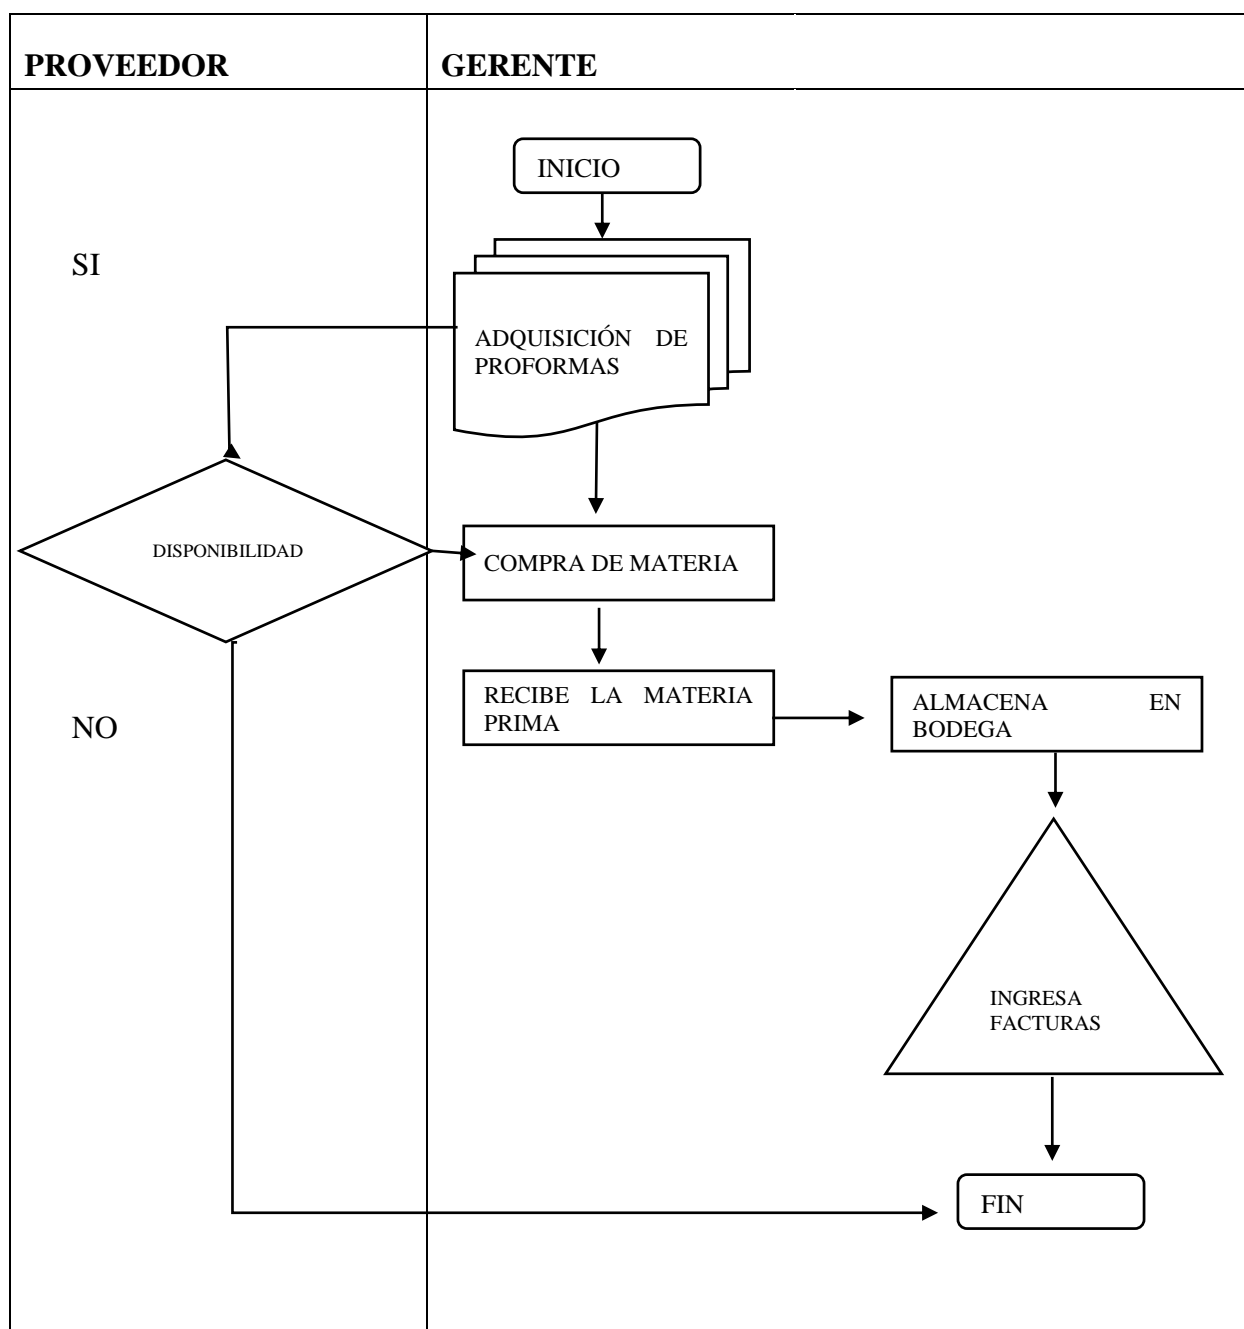 PROVEEDOR
GERENTE
INICIO
SI
ADQUISICIÓN DE
PROFORMAS
DISPONIBILIDAD
COMPRA DE MATERIA
RECIBE LA MATERIA
PRIMA
ALMACENA EN
BODEGA
NO
INGRESA
FACTURAS
FIN